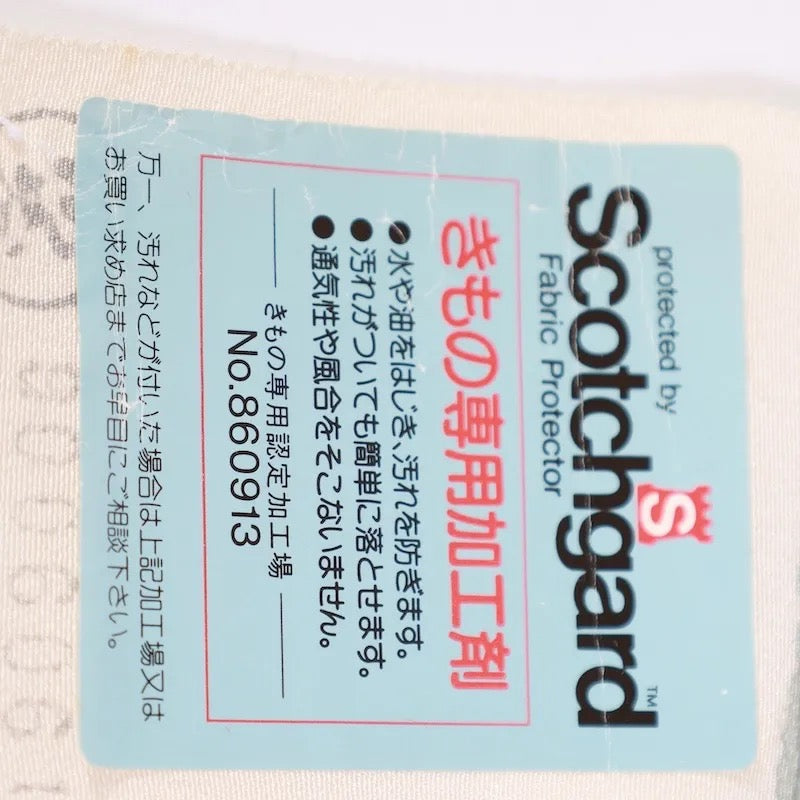 protected by
Scotchgard™
Fabric Protector
きもの専用加工剤
●水や油をはじき、汚れを防ぎます。
●汚れがついても簡単に落とせます。
●通気性や風合をそこないません。
きもの専用認定加工場
No.860913
万一、汚れなどが付いた場合は上記加工場又は
お買い求め店までお早目にご相談下さい。